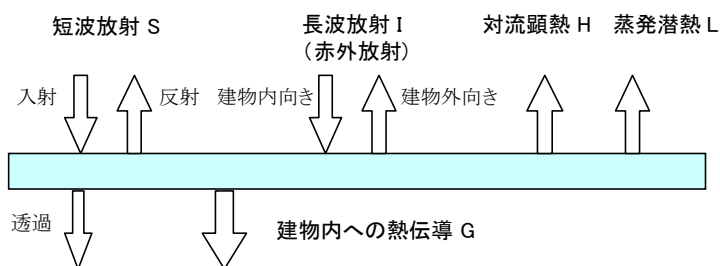 短波放射 S
長波放射 I
(赤外放射)
対流顕熱 H
蒸発潜熱 L
入射
反射
建物内向き
建物外向き
透過
建物内への熱伝導 G